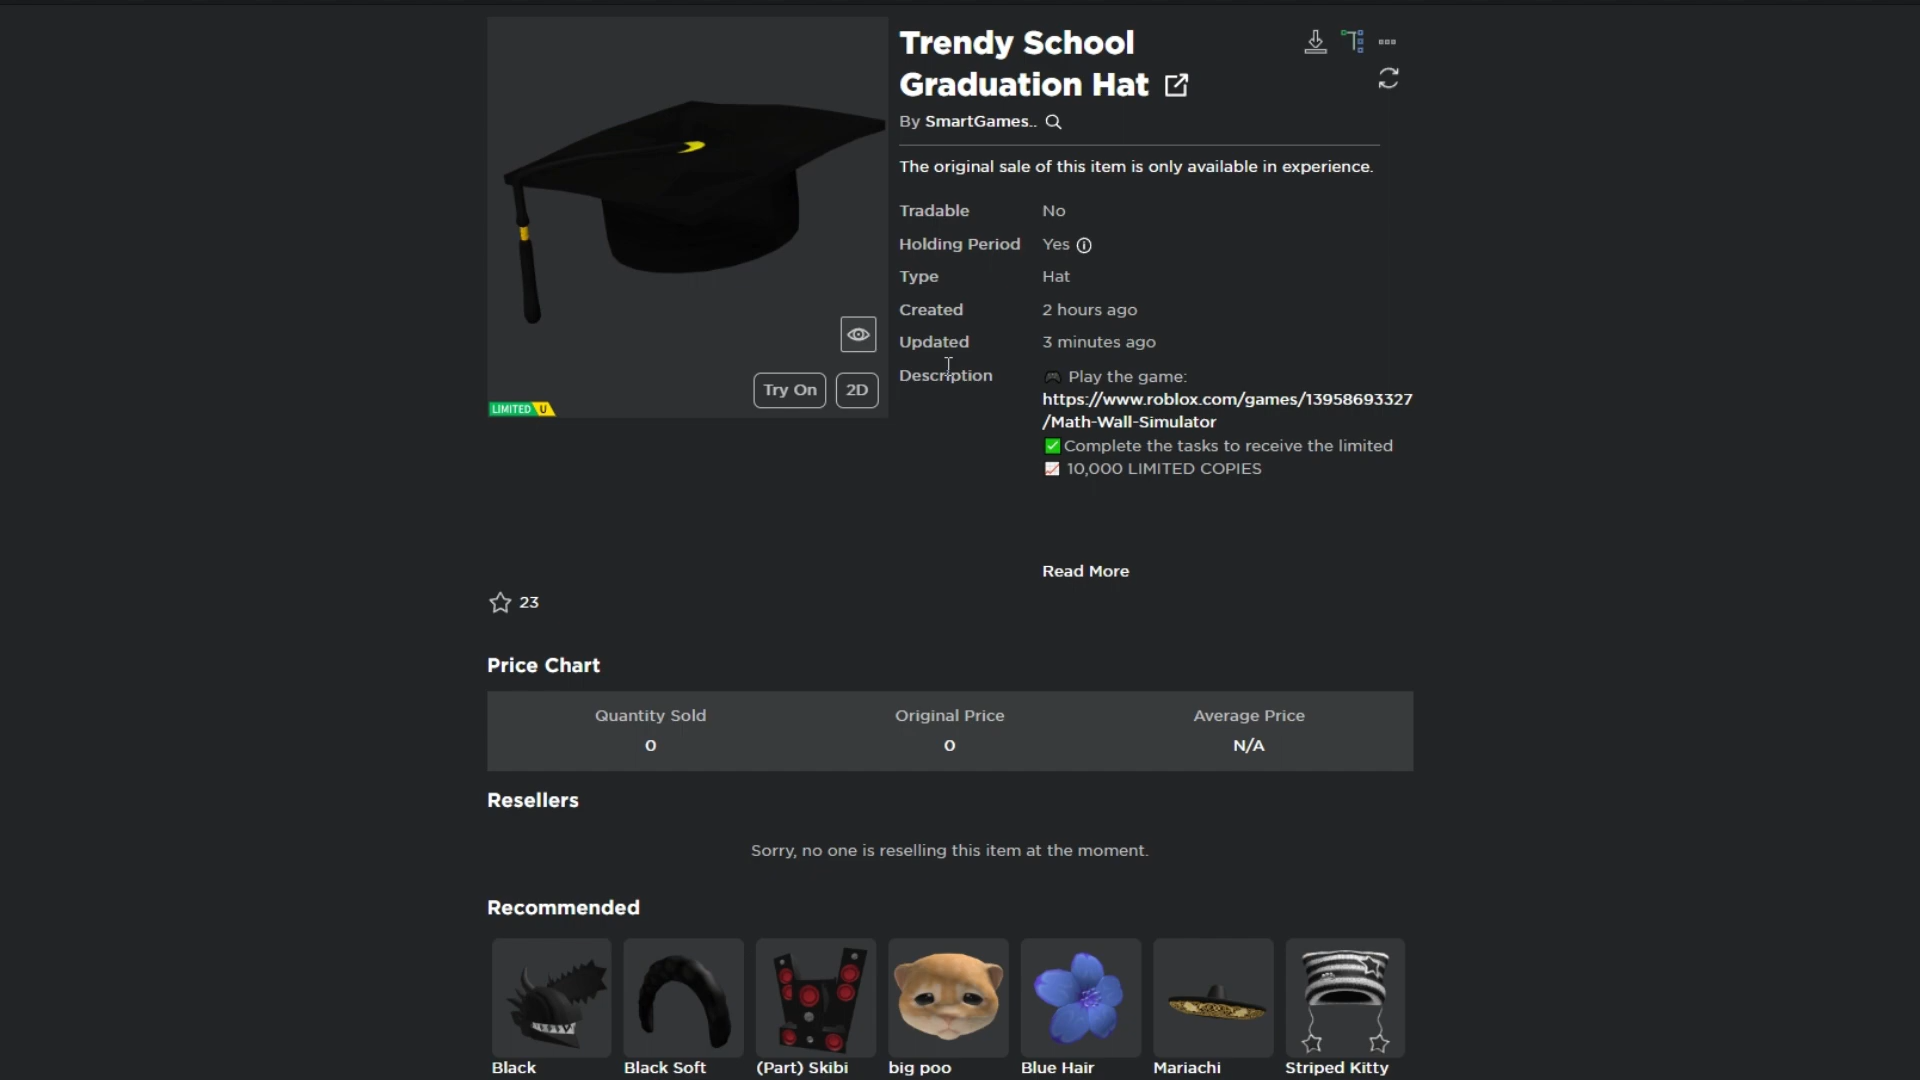 Trendy School
Graduation Hat
By SmartGames..
The original sale of this item is only available in experience.
Tradable No
Holding Period Yes
Type Hat
Created 2 hours ago
Updated 3 minutes ago
Description 🎮 Play the game:
https://www.roblox.com/games/13958693327
/Math-Wall-Simulator
✅Complete the tasks to receive the limited
📈 10,000 LIMITED COPIES
Try On 2D
LIMITED U
Read More
23
Price Chart
Quantity Sold Original Price Average Price
0 0 N/A
Resellers
Sorry, no one is reselling this item at the moment.
Recommended
Black Black Soft (Part) Skibi big poo Blue Hair Mariachi Striped Kitty